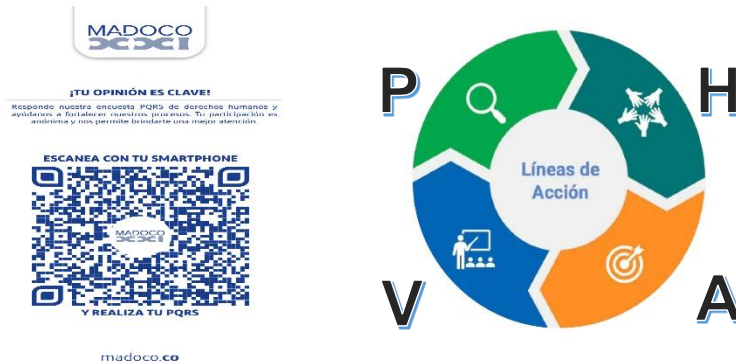 MADOCO
XXI
¡TU OPINIÓN ES CLAVE!
Responde nuestra encuesta PQRS de derechos humanos y
ayúdanos a fortalecer nuestros procesos. Tu participación es
anónima y nos permite brindarte una mejor atención.
ESCANEA CON TU SMARTPHONE
MADOCO
XXI
Y REALIZA TU PQRS
madoco.co
P
H
Líneas de
Acción
V
A